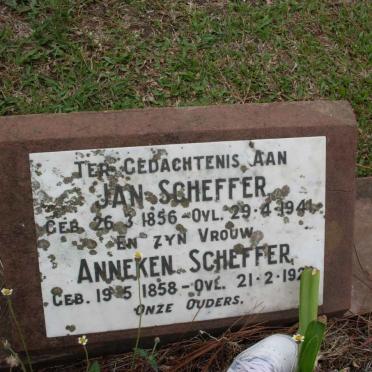 TER GEDACHTENIS AAN
JAN SCHEFFER
GEB. 26 1856 - OVL. 29.4.1941.
EN ZYN VROUW
ANNEKEN SCHEFFER
GEB. 19 5 1858 - OVL. 21.2.192
ONZE OUDERS.